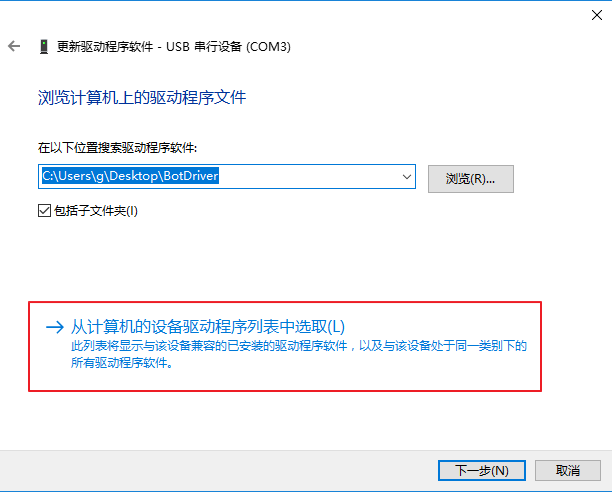 更新驱动程序软件 - USB 串行设备 (COM3)
浏览计算机上的驱动程序文件
在以下位置搜索驱动程序软件:
C:\Users\g\Desktop\BotDriver
浏览(R)...
包括子文件夹(I)
从计算机的设备驱动程序列表中选取(L)
此列表将显示与该设备兼容的已安装的驱动程序软件，以及与该设备处于同一类别下的
所有驱动程序软件。
下一步(N)
取消